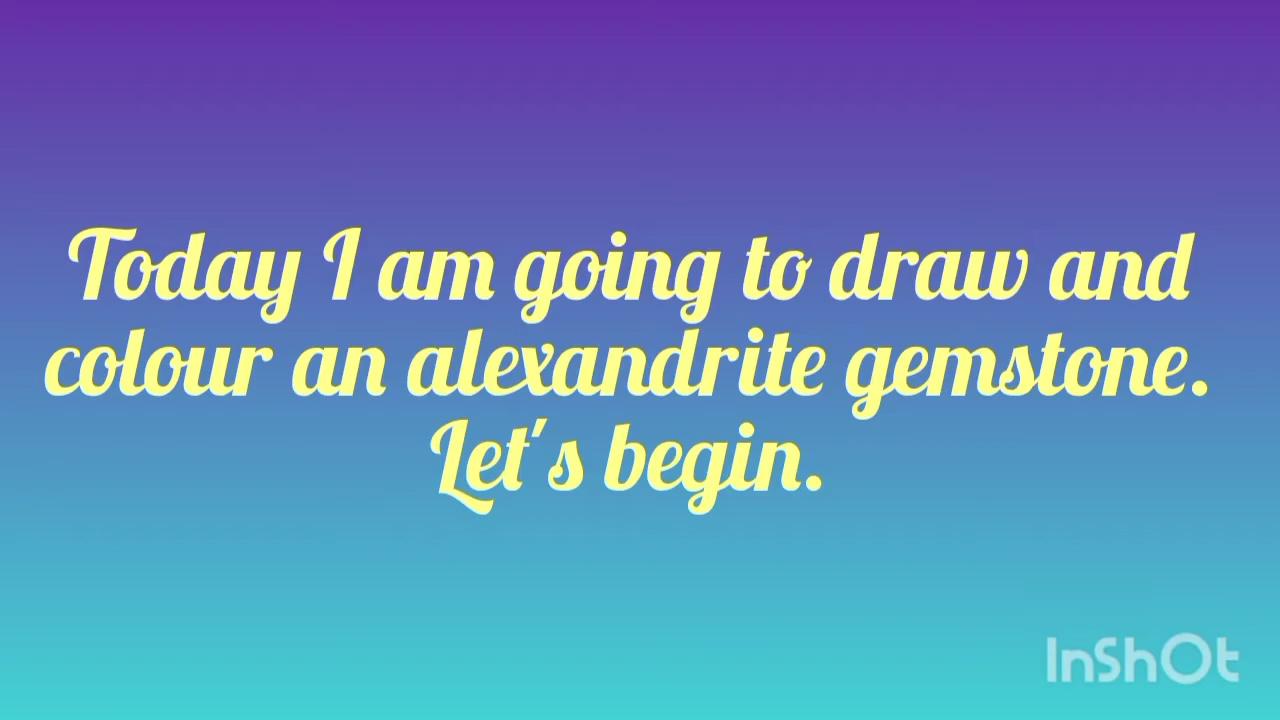 Today I am going to draw and
colour an alexandrite gemstone.
Let's begin.
InShOt